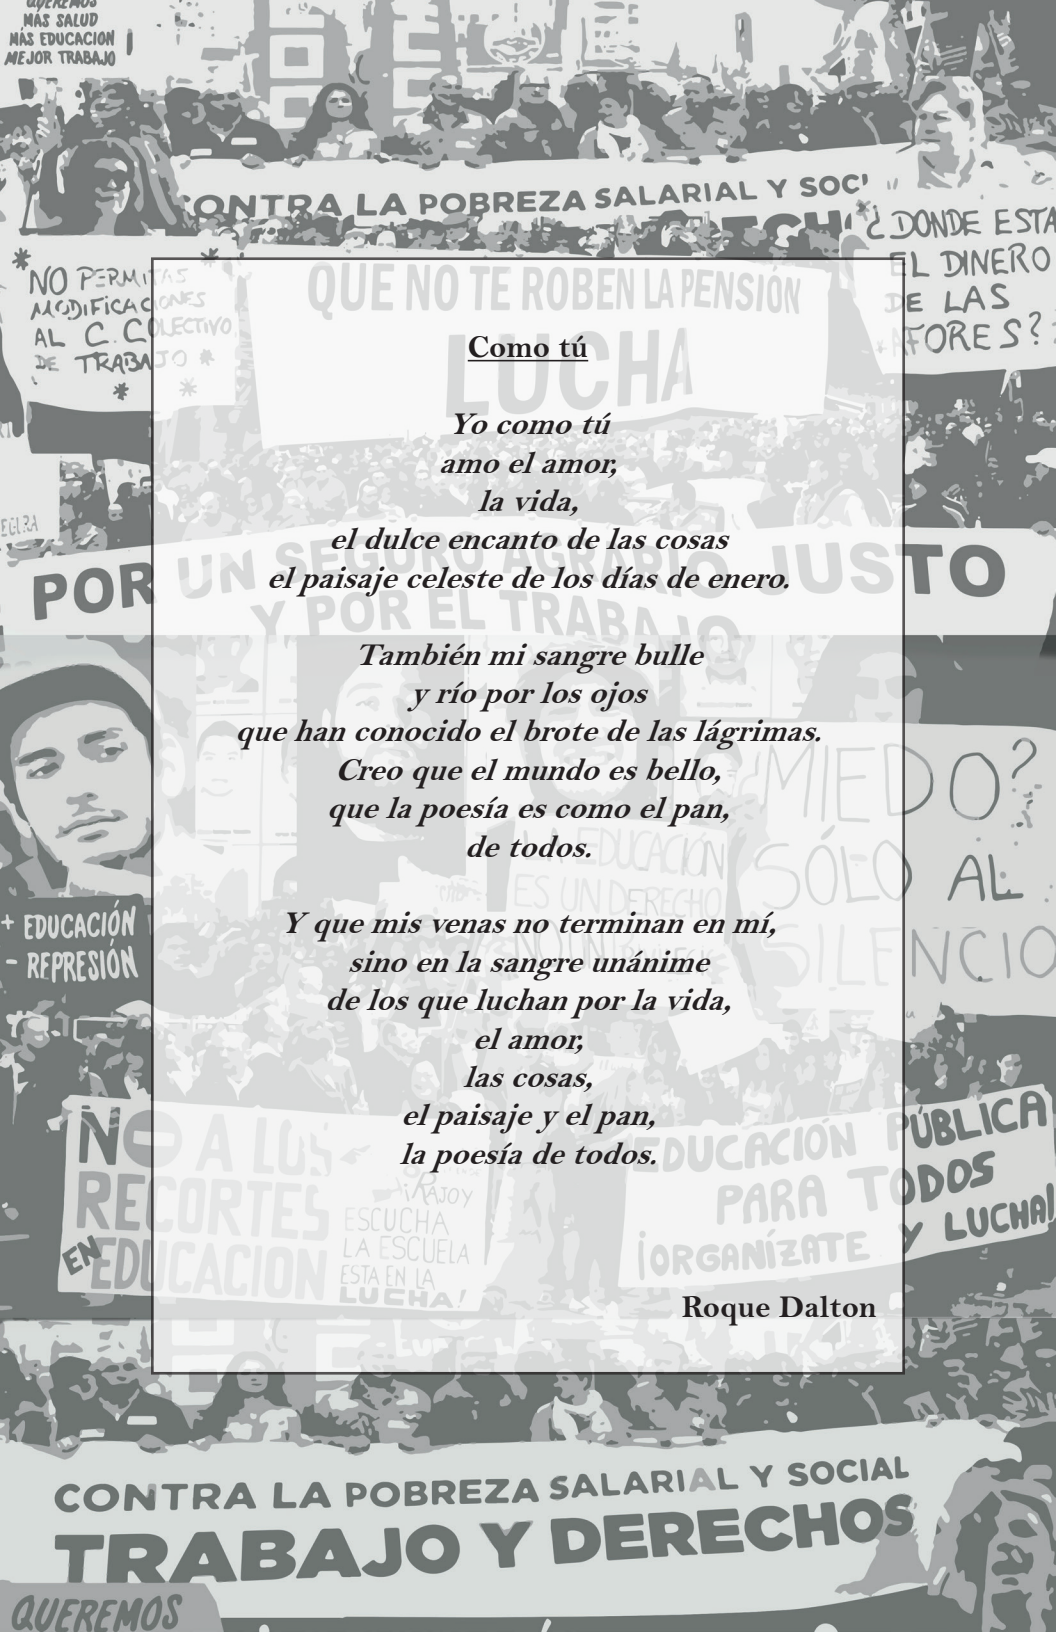 QUEREMOS
MÁS SALUD
MÁS EDUCACION
MEJOR TRABAJO
CONTRA LA POBREZA SALARIAL Y SOC
¿DONDE ESTA
EL DINERO
DE LAS
AFORES?
NO PERMITAS
MODIFICACIONES
AL C. COLECTIVO
DE TRABAJO
QUE NO TE ROBEN LA PENSIÓN
LUCHA
Como tú
Yo como tú
amo el amor,
la vida,
el dulce encanto de las cosas
el paisaje celeste de los días de enero.
POR UN SEGURO AGRARIO JUSTO
Y POR EL TRABAJO
También mi sangre bulle
y río por los ojos
que han conocido el brote de las lágrimas.
Creo que el mundo es bello,
que la poesía es como el pan,
de todos.
¿MIEDO?
SÓLO AL
SILENCIO
LA EDUCACIÓN
ES UN DERECHO
NO UN
+ EDUCACIÓN
- REPRESIÓN
Y que mis venas no terminan en mí,
sino en la sangre unánime
de los que luchan por la vida,
el amor,
las cosas,
el paisaje y el pan,
la poesía de todos.
NO A LOS
RECORTES
EN EDUCACION
¡RAJOY
ESCUCHA
LA ESCUELA
ESTA EN LA
LUCHA!
EDUCACIÓN PÚBLICA
PARA TODOS
¡ORGANÍZATE Y LUCHA!
Roque Dalton
CONTRA LA POBREZA SALARIAL Y SOCIAL
TRABAJO Y DERECHOS
QUEREMOS